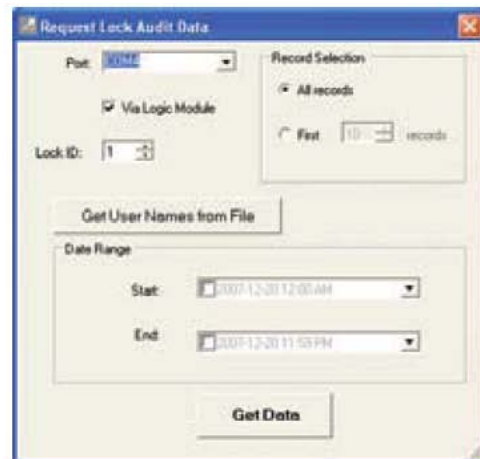 Request Lock Audit Data
Port: COM4
Via Logic Module
Lock ID: 1
Record Selection
All records
First 10 records
Get User Names from File
Date Range
Start: 2007-12-20 12:00 AM
End: 2007-12-20 11:59 PM
Get Data